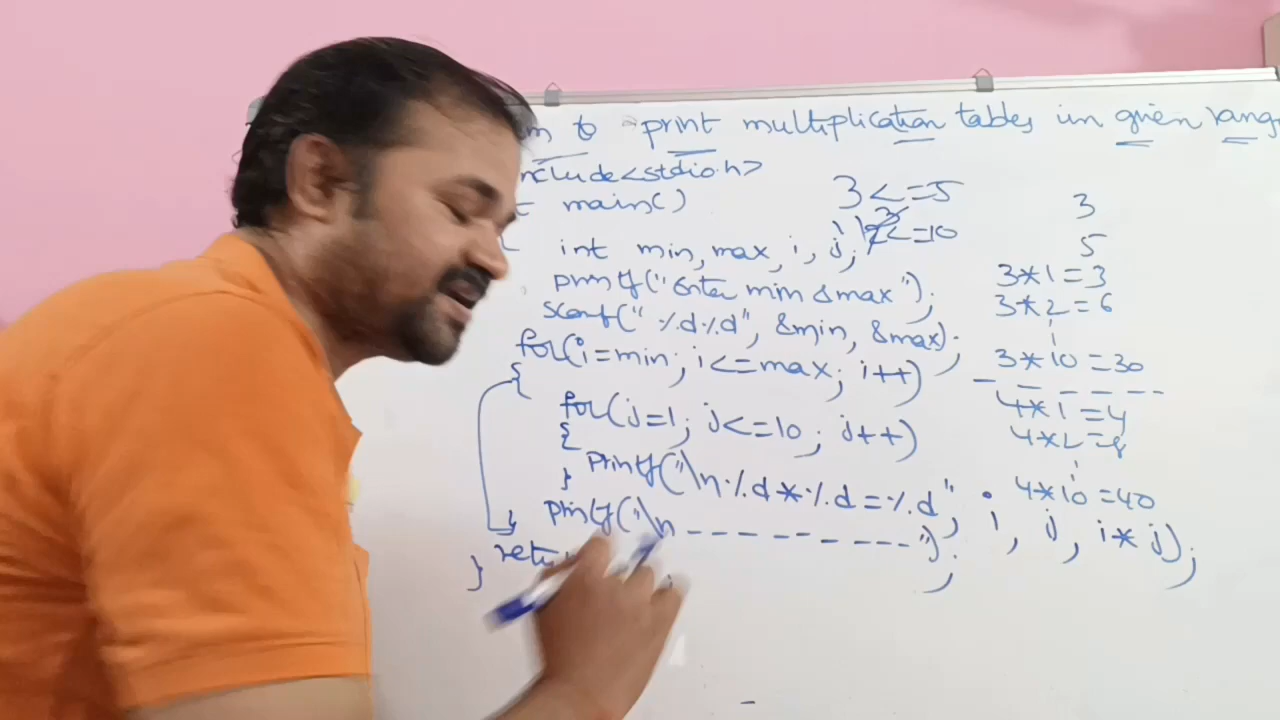 to print multiplication tables in given rang
nclude<stdio.h>
main()
int min, max, i, j;
printf("Enter min & max");
scanf("%d%d", &min, &max);
for(i=min; i<=max; i++)
{
for(j=1; j<=10; j++)
{
printf("\n%d*%d=%d", i, j, i*j);
}
printf("\n-----------");
}
retu
}
3<=5
<=10
3
5
3*1=3
3*2=6
3*10=30
- - - - - -
4*1=4
4*2=8
4*10=40